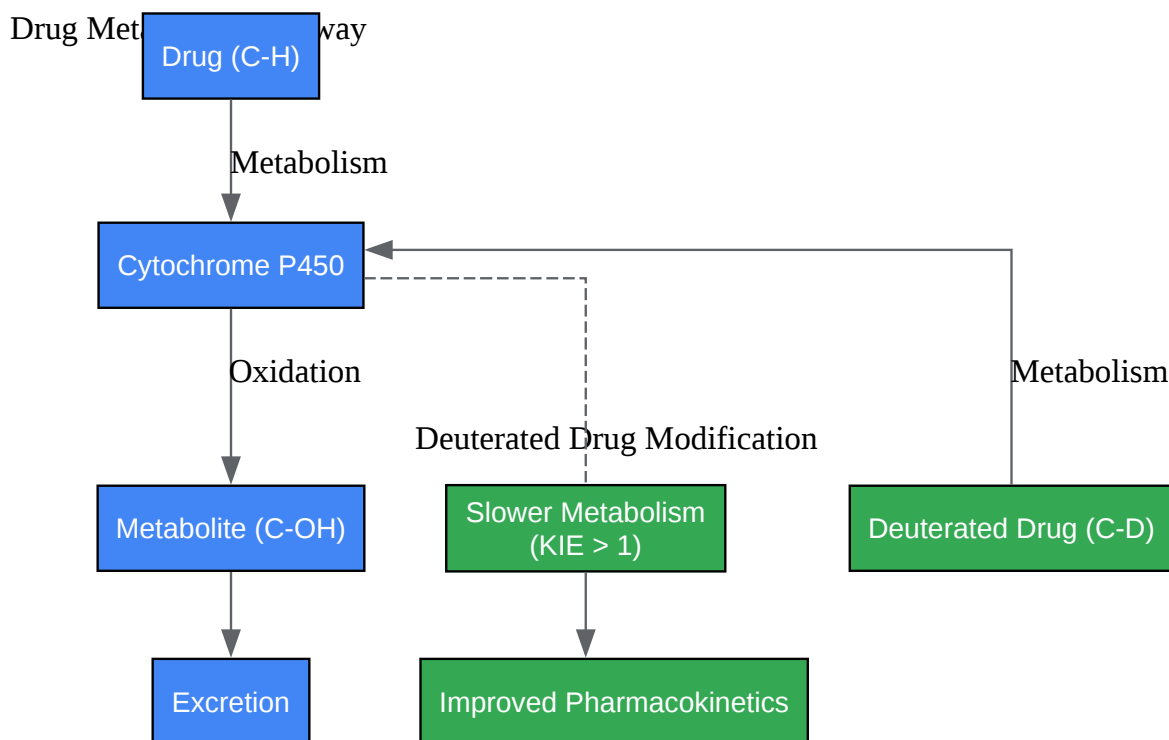 Drug Meta way
Drug (C-H)
Metabolism
Cytochrome P450
Oxidation
Metabolism
Deuterated Drug Modification
Metabolite (C-OH)
Slower Metabolism
(KIE > 1)
Deuterated Drug (C-D)
Excretion
Improved Pharmacokinetics